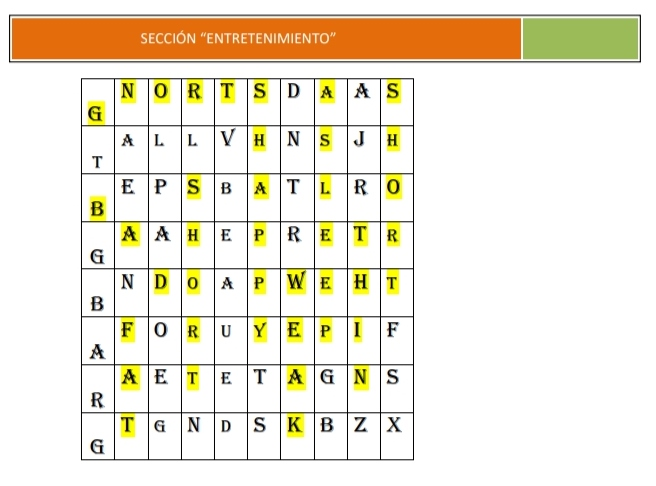 SECCIÓN “ENTRETENIMIENTO”
G N O R T S D A A S
T A L L V H N S J H
B E P S B A T L R O
G A A H E P R E T R
B N D O A P W E H T
A F O R U Y E P I F
R A E T E T A G N S
G T G N D S K B Z X